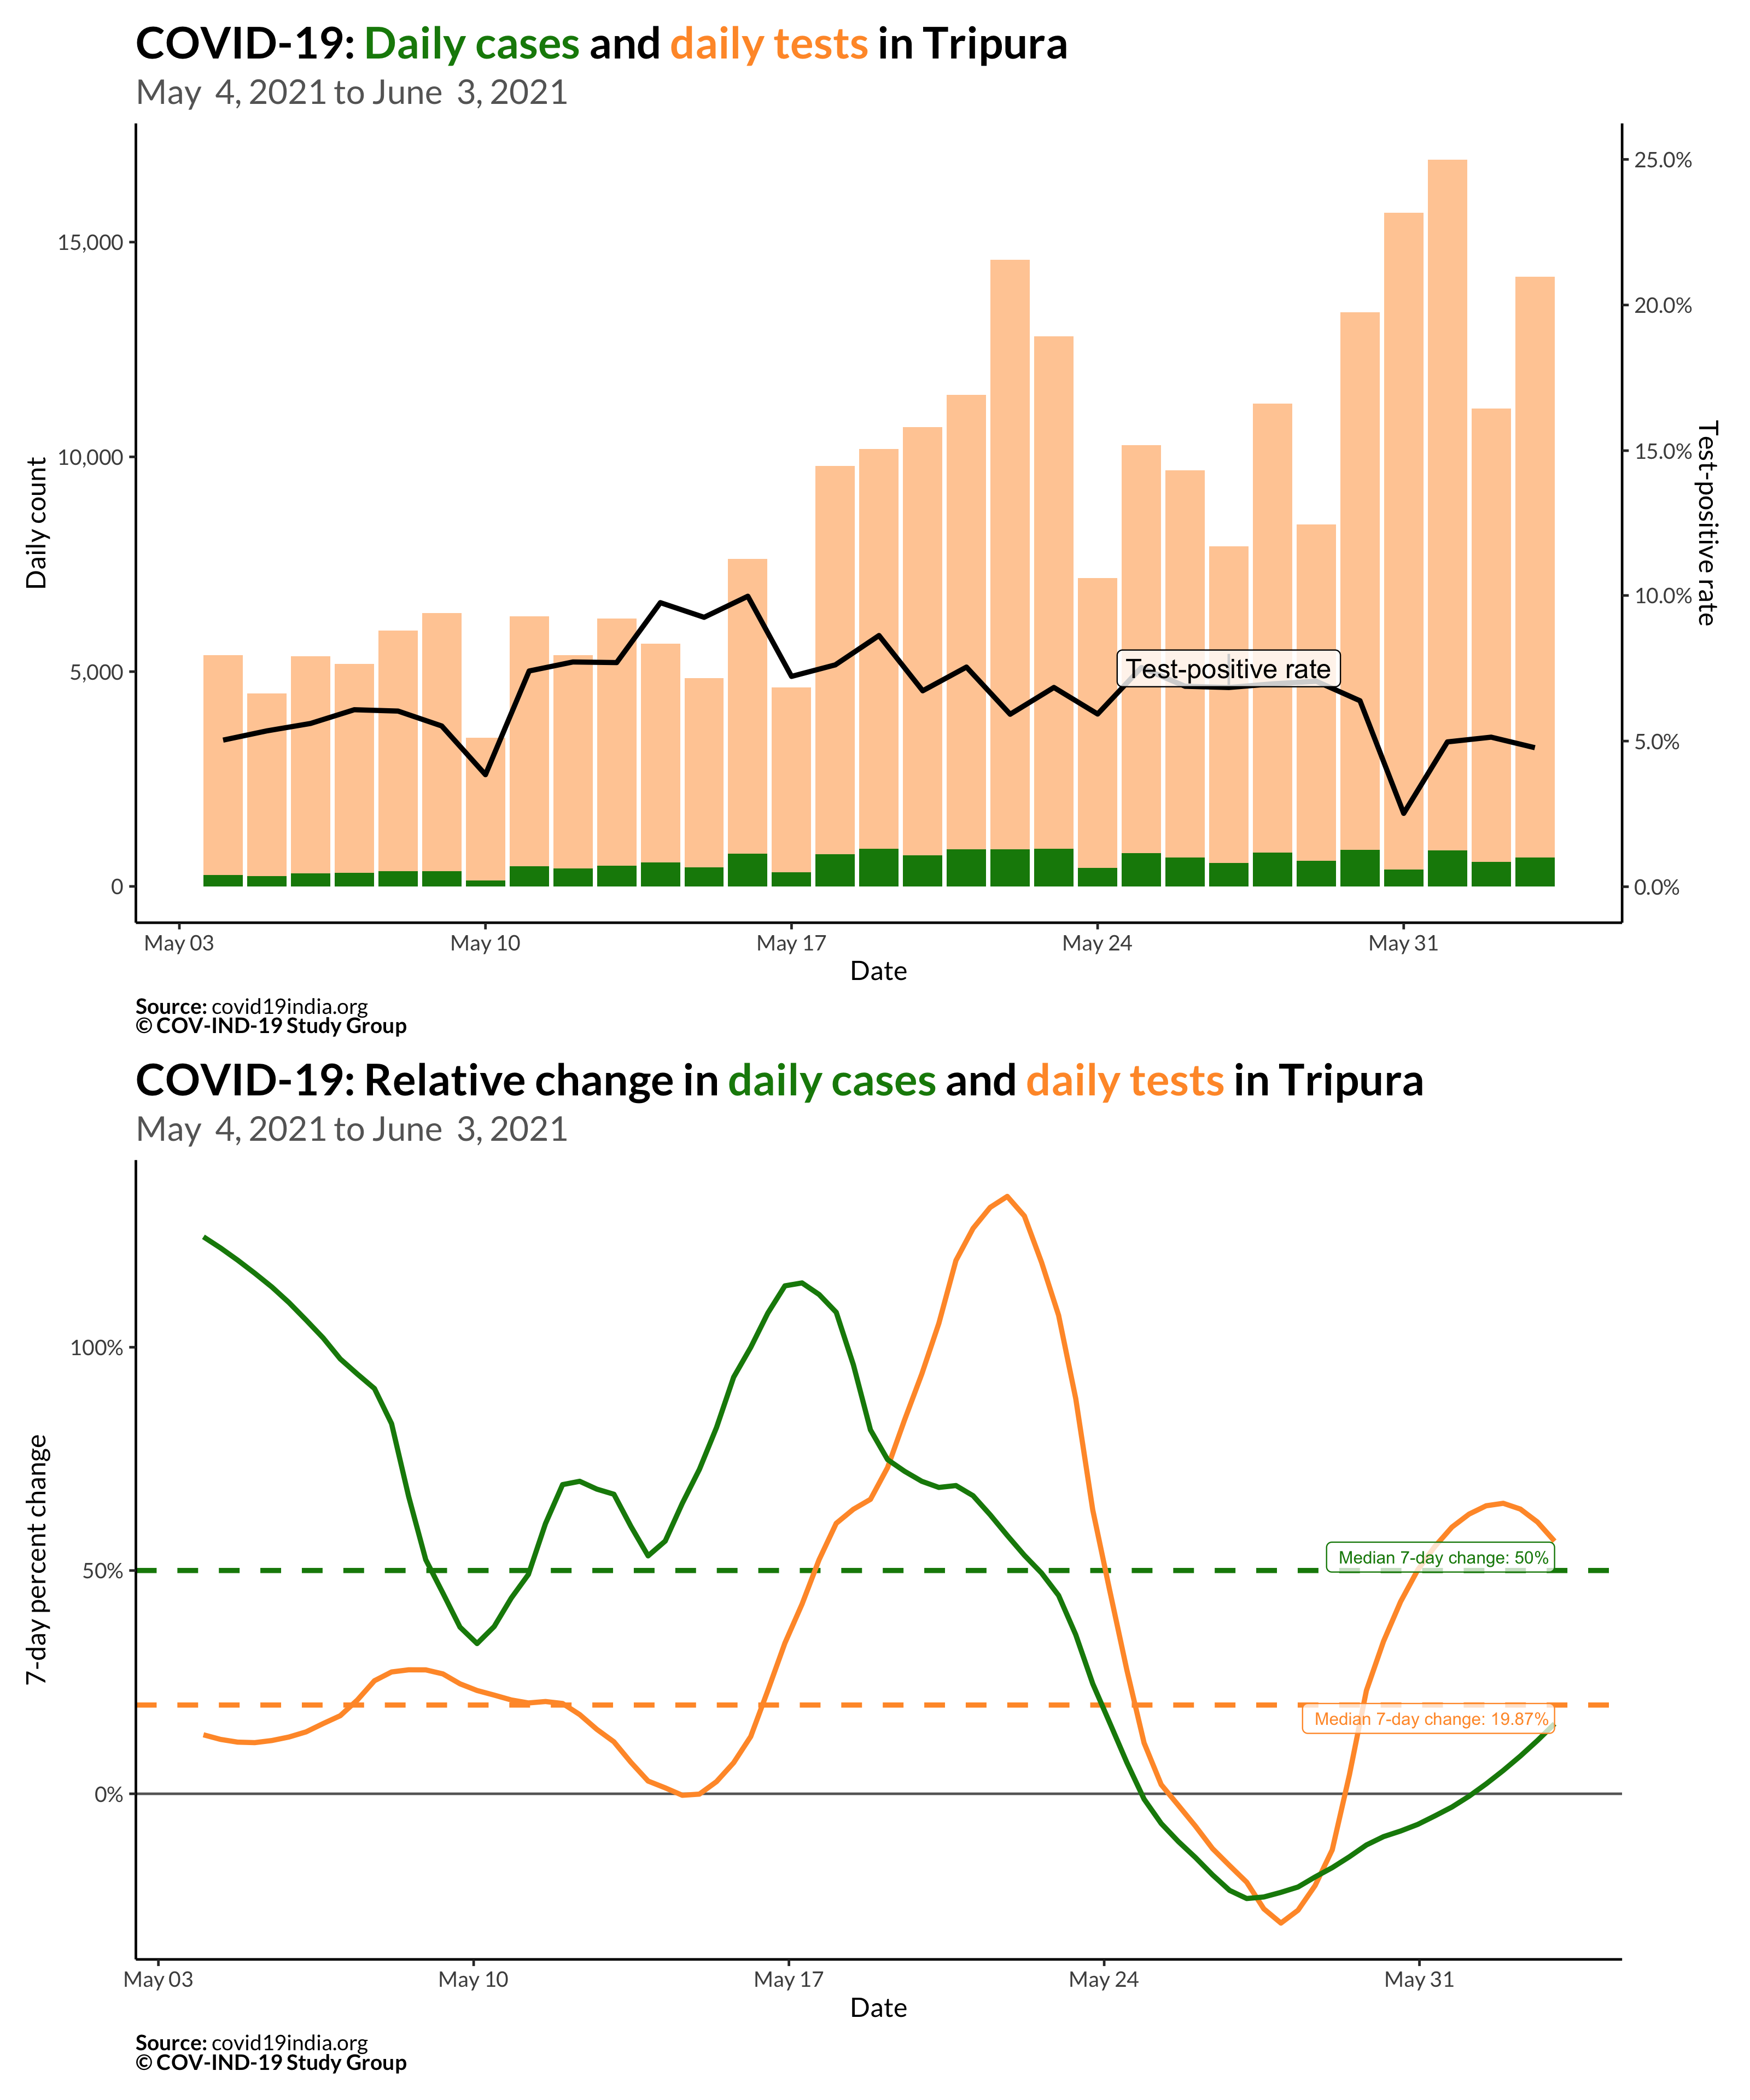 COVID-19: Daily cases and daily tests in Tripura
May 4, 2021 to June 3, 2021
15,000
10,000
5,000
0
Daily count
25.0%
20.0%
15.0%
10.0%
5.0%
0.0%
Test-positive rate
Test-positive rate
May 03
May 10
May 17
May 24
May 31
Date
Source: covid19india.org
© COV-IND-19 Study Group
COVID-19: Relative change in daily cases and daily tests in Tripura
May 4, 2021 to June 3, 2021
100%
50%
0%
7-day percent change
Median 7-day change: 50%
Median 7-day change: 19.87%
May 03
May 10
May 17
May 24
May 31
Date
Source: covid19india.org
© COV-IND-19 Study Group